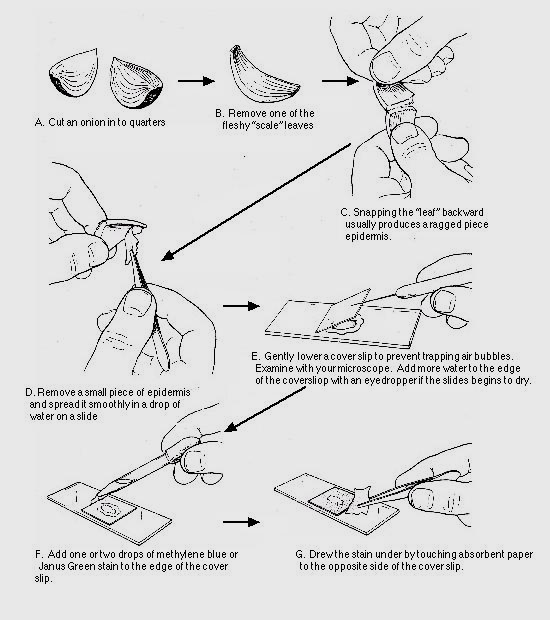 A. Cut an onion in to quarters
B. Remove one of the
fleshy "scale" leaves
C. Snapping the "leaf" backward
usually produces a ragged piece
epidermis.
D. Remove a small piece of epidermis
and spread it smoothly in a drop of
water on a slide
E. Gently lower a cover slip to prevent trapping air bubbles.
Examine with your microscope. Add more water to the edge
of the coversliop with an eyedropper if the slides begins to dry.
F. Add one or two drops of methylene blue or
Janus Green stain to the edge of the cover
slip.
G. Drew the stain under by touching absorbent paper
to the opposite side of the cover slip.